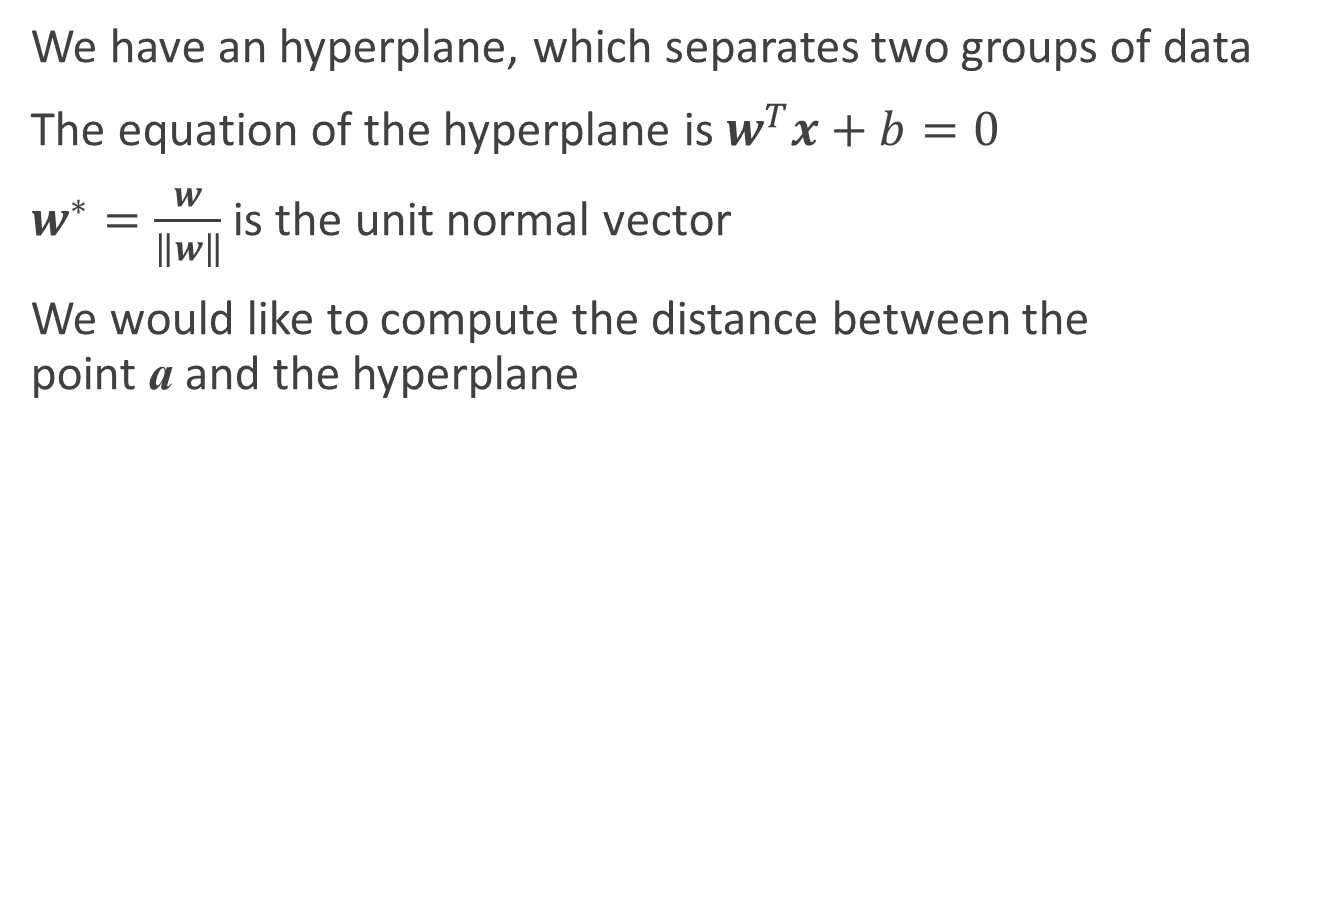 We have an hyperplane, which separates two groups of data
The equation of the hyperplane is 𝒘ᵀ𝒙 + 𝑏 = 0
𝒘* = 𝒘/‖𝒘‖ is the unit normal vector
We would like to compute the distance between the
point 𝒂 and the hyperplane